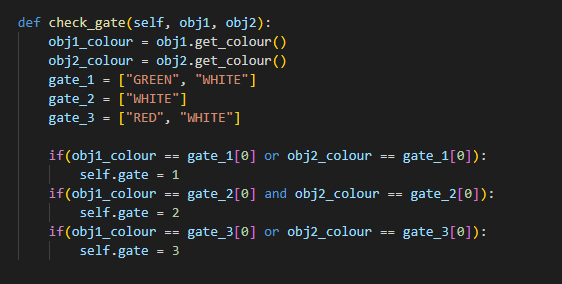 def check_gate(self, obj1, obj2):
    obj1_colour = obj1.get_colour()
    obj2_colour = obj2.get_colour()
    gate_1 = ["GREEN", "WHITE"]
    gate_2 = ["WHITE"]
    gate_3 = ["RED", "WHITE"]

    if(obj1_colour == gate_1[0] or obj2_colour == gate_1[0]):
        self.gate = 1
    if(obj1_colour == gate_2[0] and obj2_colour == gate_2[0]):
        self.gate = 2
    if(obj1_colour == gate_3[0] or obj2_colour == gate_3[0]):
        self.gate = 3